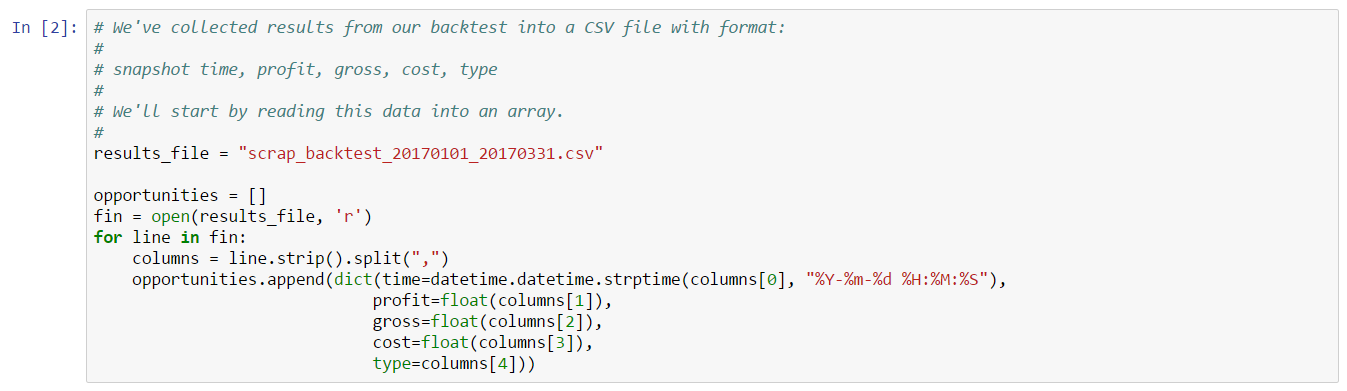 In [2]: # We've collected results from our backtest into a CSV file with format:
#
# snapshot time, profit, gross, cost, type
#
# We'll start by reading this data into an array.
#
results_file = "scrap_backtest_20170101_20170331.csv"

opportunities = []
fin = open(results_file, 'r')
for line in fin:
    columns = line.strip().split(",")
    opportunities.append(dict(time=datetime.datetime.strptime(columns[0], "%Y-%m-%d %H:%M:%S"),
                             profit=float(columns[1]),
                             gross=float(columns[2]),
                             cost=float(columns[3]),
                             type=columns[4]))